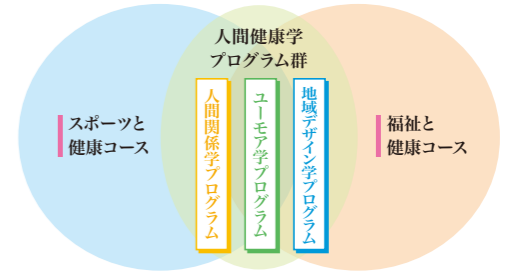 人間健康学
プログラム群
スポーツと
健康コース
人間関係学プログラム
ユーモア学プログラム
地域デザイン学プログラム
福祉と
健康コース